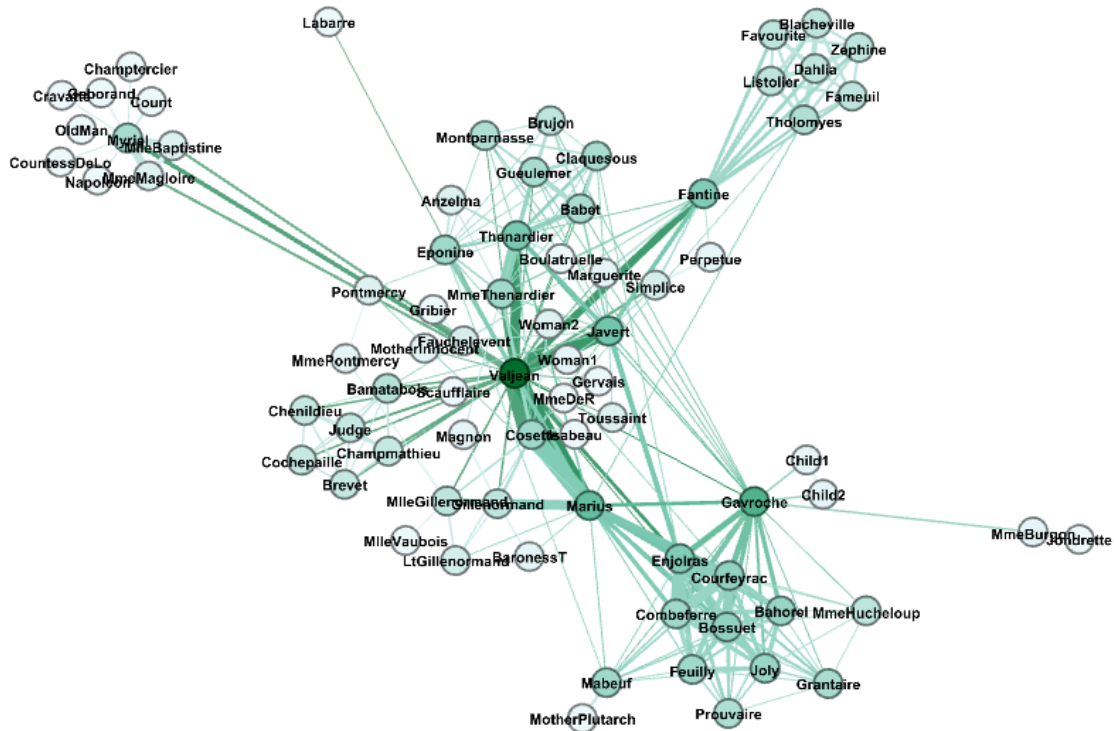 Labarre
Blacheville
Favourite
Zephine
Champtercier
Dahlia
Listolier
Cravatte
Geborand
Count
Fameuil
Tholomyes
Brujon
OldMan
Montparnasse
Myriel
MlleBaptistine
Claquesous
CountessDeLo
Gueulemer
Napoleon
MmeMagloire
Fantine
Anzelma
Babet
Thenardier
Eponine
Boulatruelle
Perpetue
Marguerite
Simplice
Pontmercy
MmeThenardier
Gribier
Woman2
Javert
Fauchelevent
MotherInnocent
MmePontmercy
Woman1
Valjean
Gervais
Bamatabois
Scaufflaire
MmeDeR
Chenildieu
Toussaint
Judge
Magnon
Cosette
Isabeau
Champmathieu
Cochepaille
Child1
Brevet
Child2
MlleGillenormand
Gillenormand
Marius
Gavroche
MmeBurgon
Jondrette
MlleVaubois
LtGillenormand
BaronessT
Enjolras
Courfeyrac
Combeferre
Bahorel
MmeHucheloup
Bossuet
Feuilly
Joly
Mabeuf
Grantaire
Prouvaire
MotherPlutarch